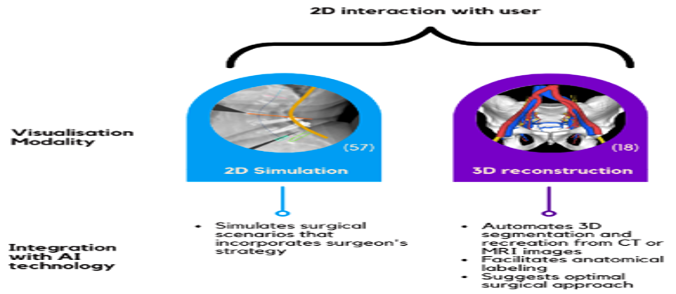 2D interaction with user
Visualisation
Modality
(57)
2D Simulation
(18)
3D reconstruction
Integration
with AI
technology
• Simulates surgical
scenarios that
incorporates surgeon's
strategy
• Automates 3D
segmentation and
recreation from CT or
MRI images
• Facilitates anatomical
labeling
• Suggests optimal
surgical approach